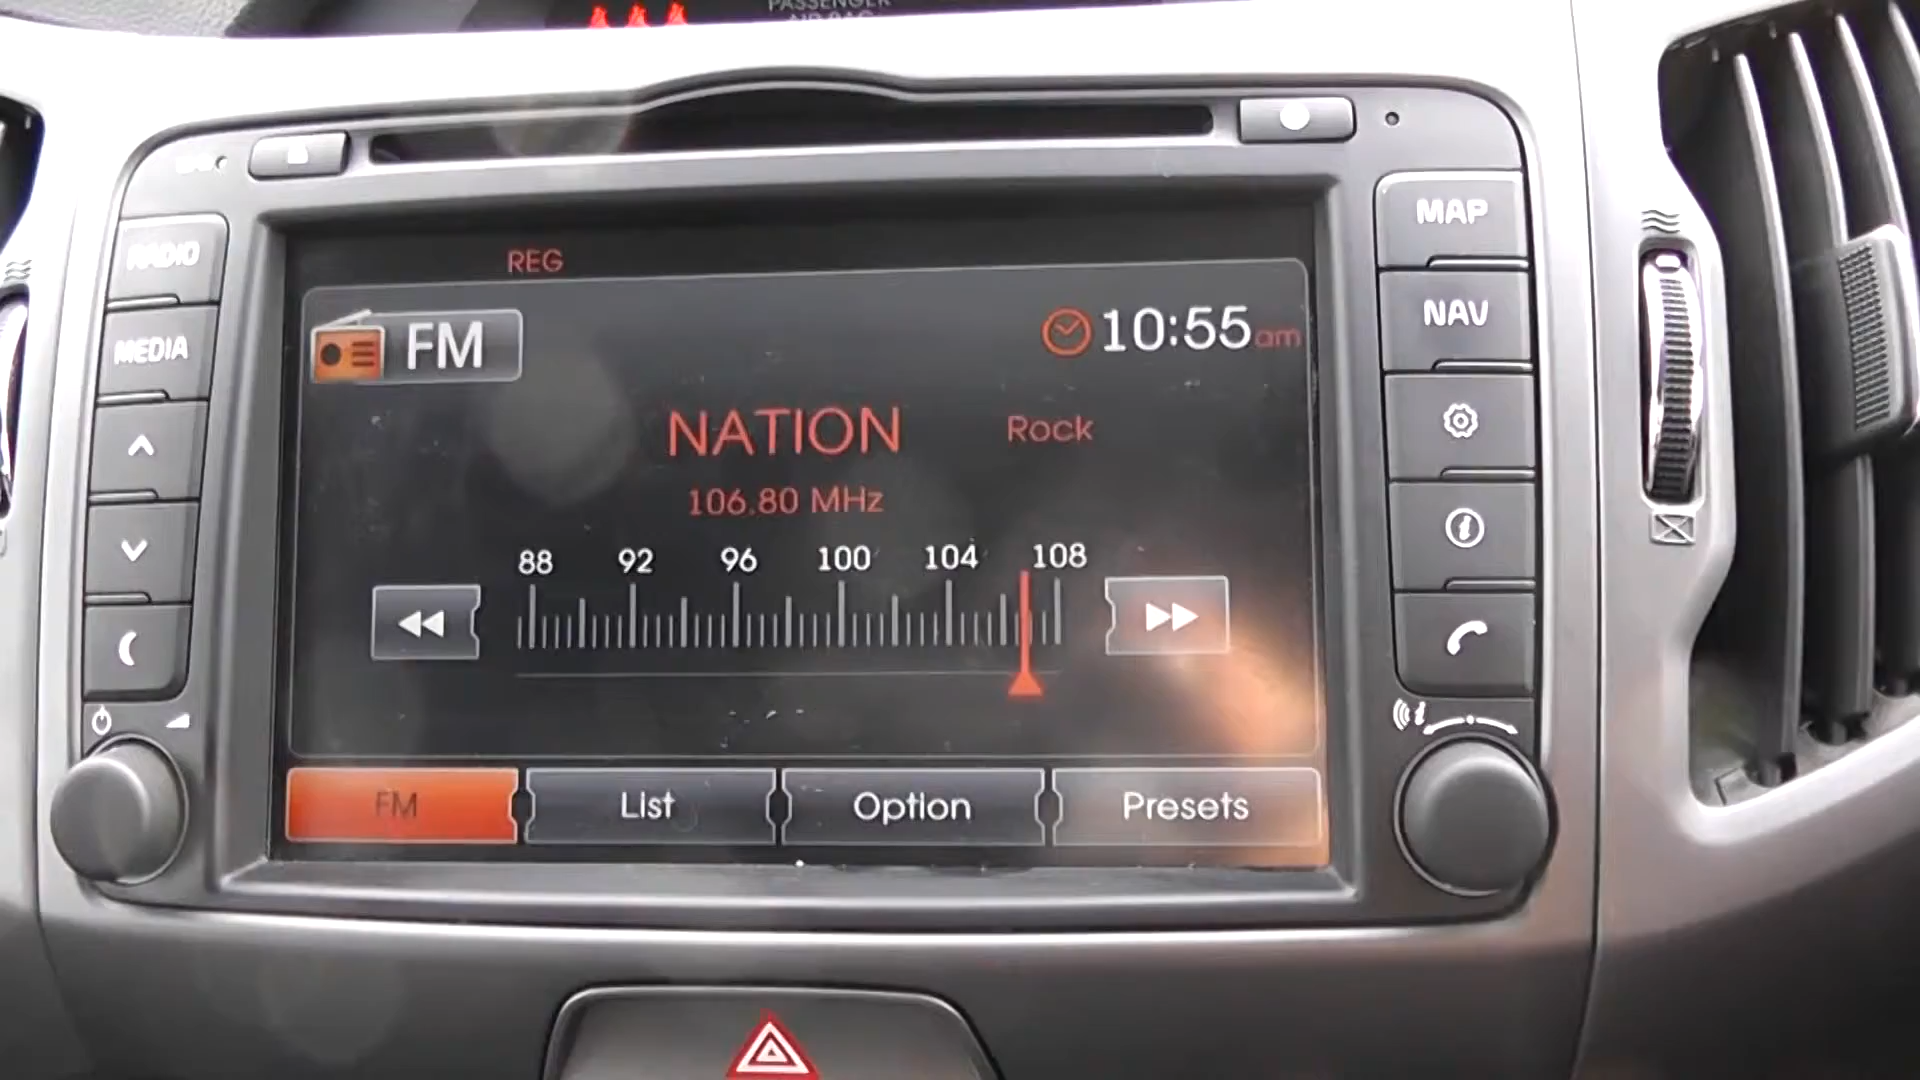 PASSENGER
RADIO
MEDIA
MAP
NAV
REG
FM
10:55am
NATION
Rock
106.80 MHz
88 92 96 100 104 108
FM
List
Option
Presets